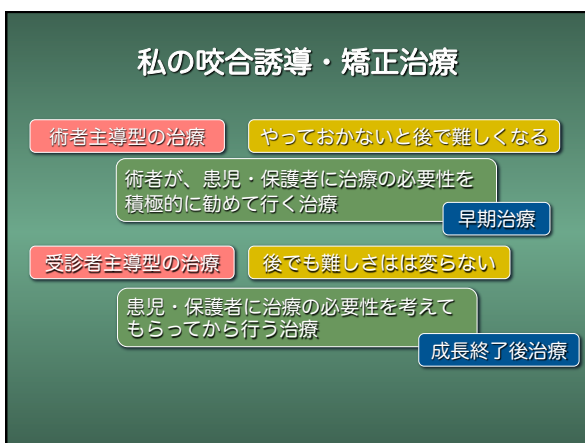 私の咬合誘導・矯正治療
術者主導型の治療
やっておかないと後で難しくなる
術者が、患児・保護者に治療の必要性を
積極的に勧めて行く治療
早期治療
受診者主導型の治療
後でも難しさはは変らない
患児・保護者に治療の必要性を考えて
もらってから行う治療
成長終了後治療